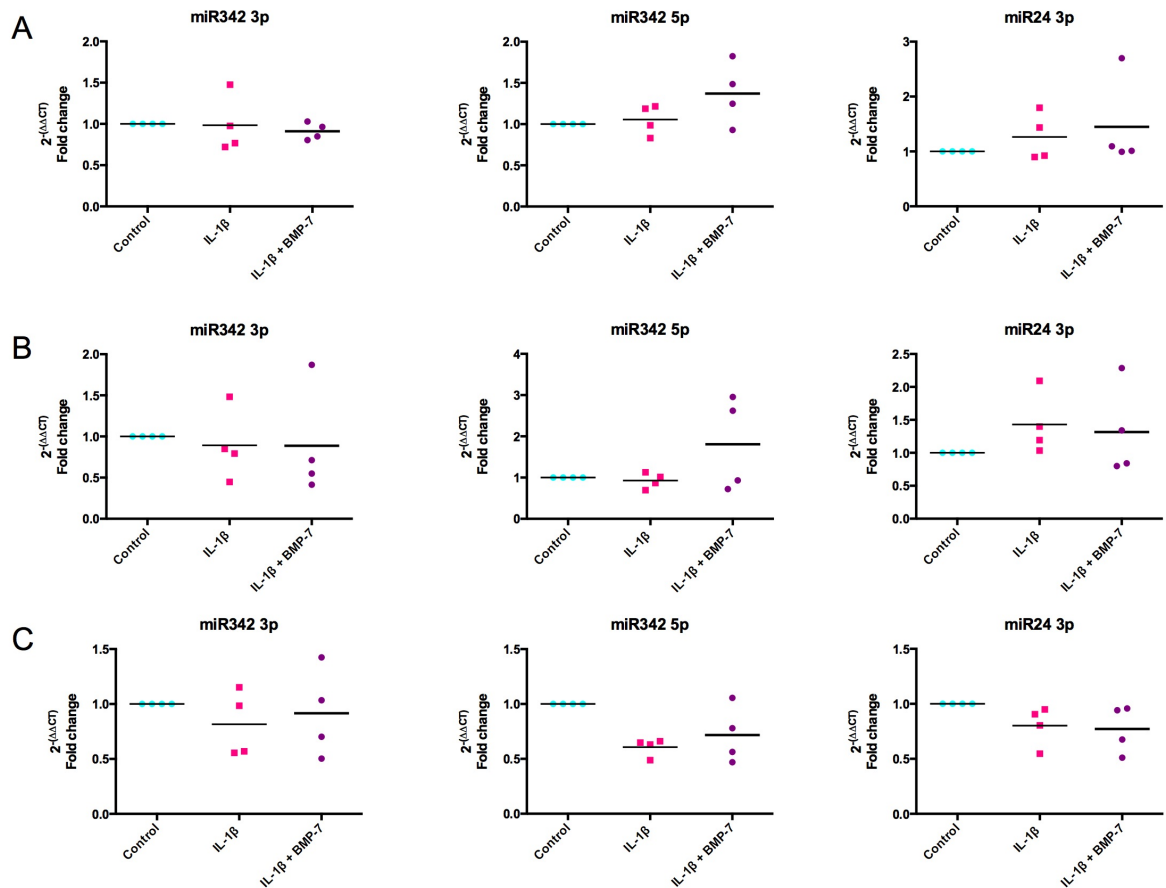 A
miR342 3p
2.0
1.5
1.0
0.5
0.0
2-(ΔΔCT)
Fold change
Control
IL-1β
IL-1β + BMP-7
miR342 5p
2.0
1.5
1.0
0.5
0.0
2-(ΔΔCT)
Fold change
Control
IL-1β
IL-1β + BMP-7
miR24 3p
3
2
1
0
2-(ΔΔCT)
Fold change
Control
IL-1β
IL-1β + BMP-7
B
miR342 3p
2.0
1.5
1.0
0.5
0.0
2-(ΔΔCT)
Fold change
Control
IL-1β
IL-1β + BMP-7
miR342 5p
4
3
2
1
0
2-(ΔΔCT)
Fold change
Control
IL-1β
IL-1β + BMP-7
miR24 3p
2.5
2.0
1.5
1.0
0.5
0.0
2-(ΔΔCT)
Fold change
Control
IL-1β
IL-1β + BMP-7
C
miR342 3p
1.5
1.0
0.5
0.0
2-(ΔΔCT)
Fold change
Control
IL-1β
IL-1β + BMP-7
miR342 5p
1.5
1.0
0.5
0.0
2-(ΔΔCT)
Fold change
Control
IL-1β
IL-1β + BMP-7
miR24 3p
1.5
1.0
0.5
0.0
2-(ΔΔCT)
Fold change
Control
IL-1β
IL-1β + BMP-7